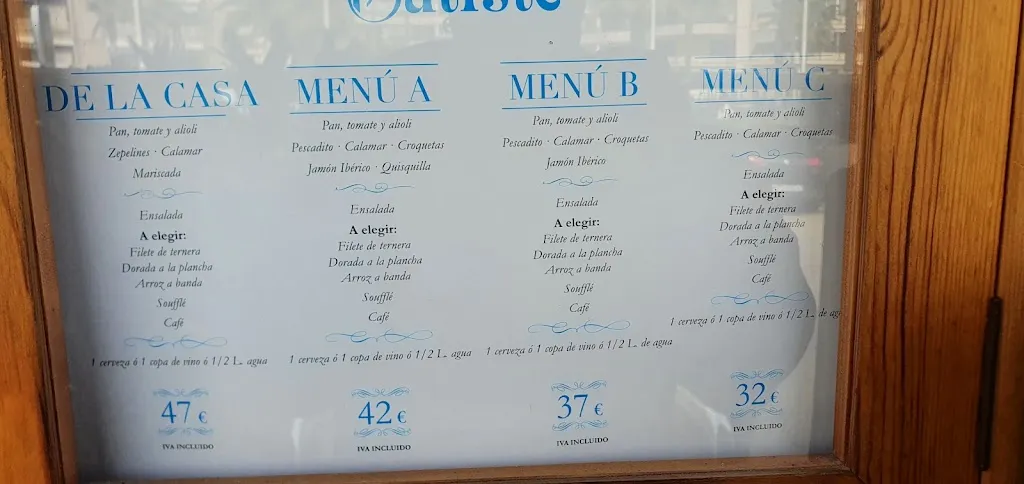 Batiste
DE LA CASA
Pan, tomate y alioli
Zepelines · Calamar
Mariscada
Ensalada
A elegir:
Filete de ternera
Dorada a la plancha
Arroz a banda
Soufflé
Café
1 cerveza ó 1 copa de vino ó 1/2 L. agua
47 €
IVA INCLUIDO
MENÚ A
Pan, tomate y alioli
Pescadito · Calamar · Croquetas
Jamón Ibérico · Quisquilla
Ensalada
A elegir:
Filete de ternera
Dorada a la plancha
Arroz a banda
Soufflé
Café
1 cerveza ó 1 copa de vino ó 1/2 L. agua
42 €
IVA INCLUIDO
MENÚ B
Pan, tomate y alioli
Pescadito · Calamar · Croquetas
Jamón Ibérico
Ensalada
A elegir:
Filete de ternera
Dorada a la plancha
Arroz a banda
Soufflé
Café
1 cerveza ó 1 copa de vino ó 1/2 L. de agua
37 €
IVA INCLUIDO
MENÚ C
Pan, tomate y alioli
Pescadito · Calamar · Croquetas
Ensalada
A elegir:
Filete de ternera
Dorada a la plancha
Arroz a banda
Soufflé
Café
1 cerveza ó 1 copa de vino ó 1/2 L. de agu
32 €
IVA INCLUIDO